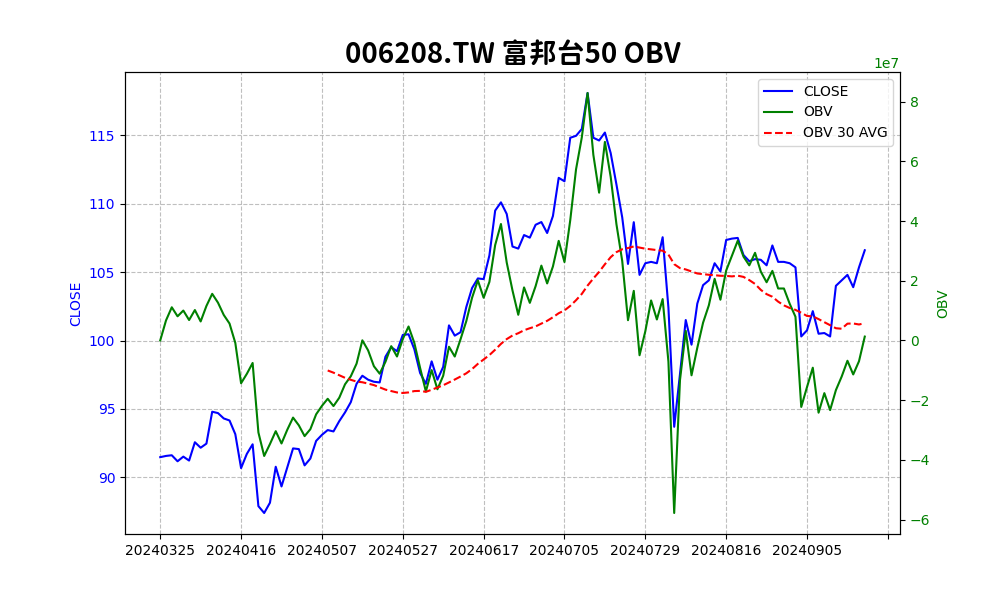 006208.TW 富邦台50 OBV
1e7
CLOSE
OBV
OBV 30 AVG
115
110
105
100
95
90
CLOSE
8
6
4
2
0
−2
−4
−6
OBV
20240325 20240416 20240507 20240527 20240617 20240705 20240729 20240816 20240905